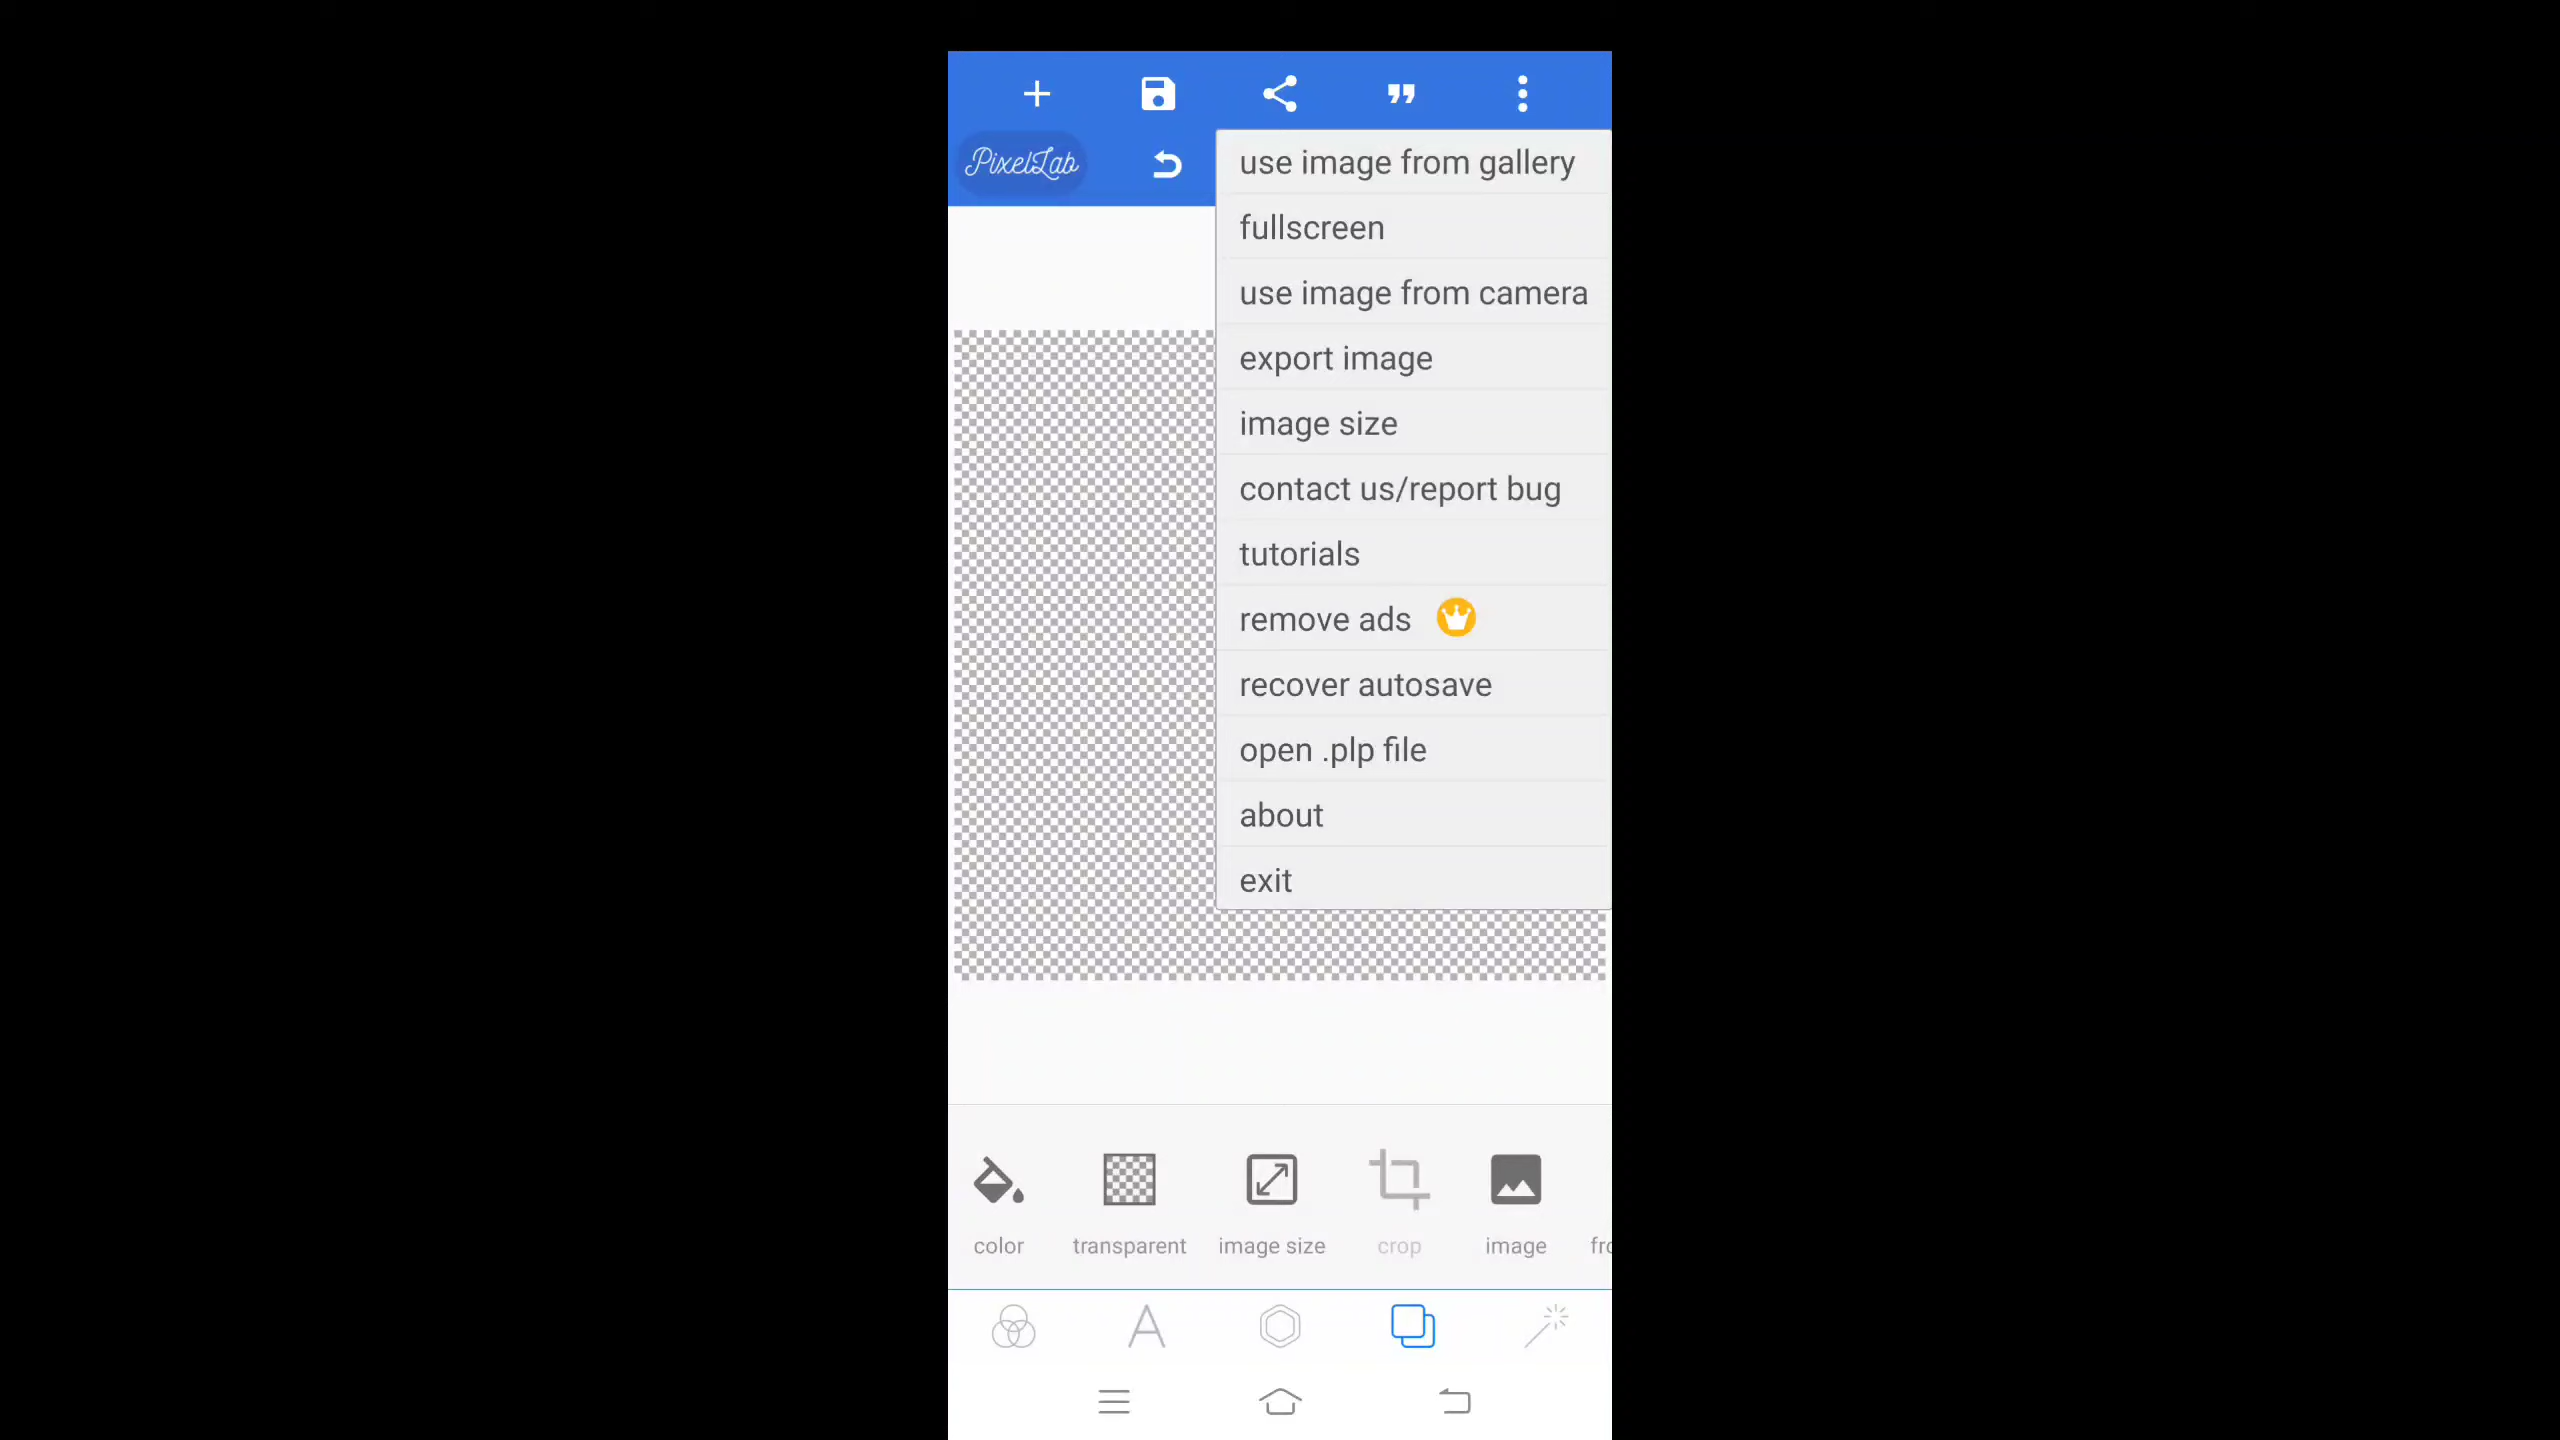 PixelLab
use image from gallery
fullscreen
use image from camera
export image
image size
contact us/report bug
tutorials
remove ads
recover autosave
open .plp file
about
exit
color
transparent
image size
crop
image
fro